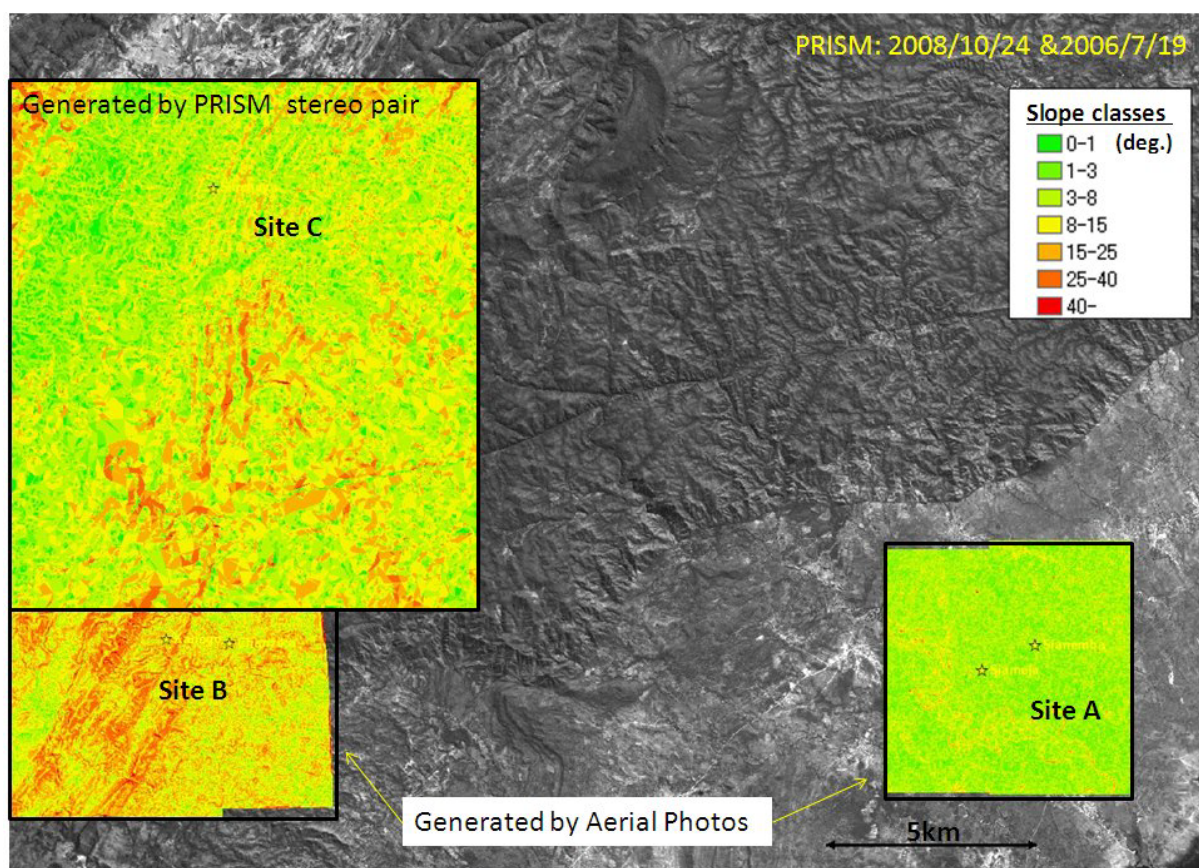 PRISM: 2008/10/24 &2006/7/19
Generated by PRISM stereo pair
Slope classes
(deg.)
0-1
1-3
3-8
8-15
15-25
25-40
40-
Site C
Site B
Site A
Generated by Aerial Photos
5km